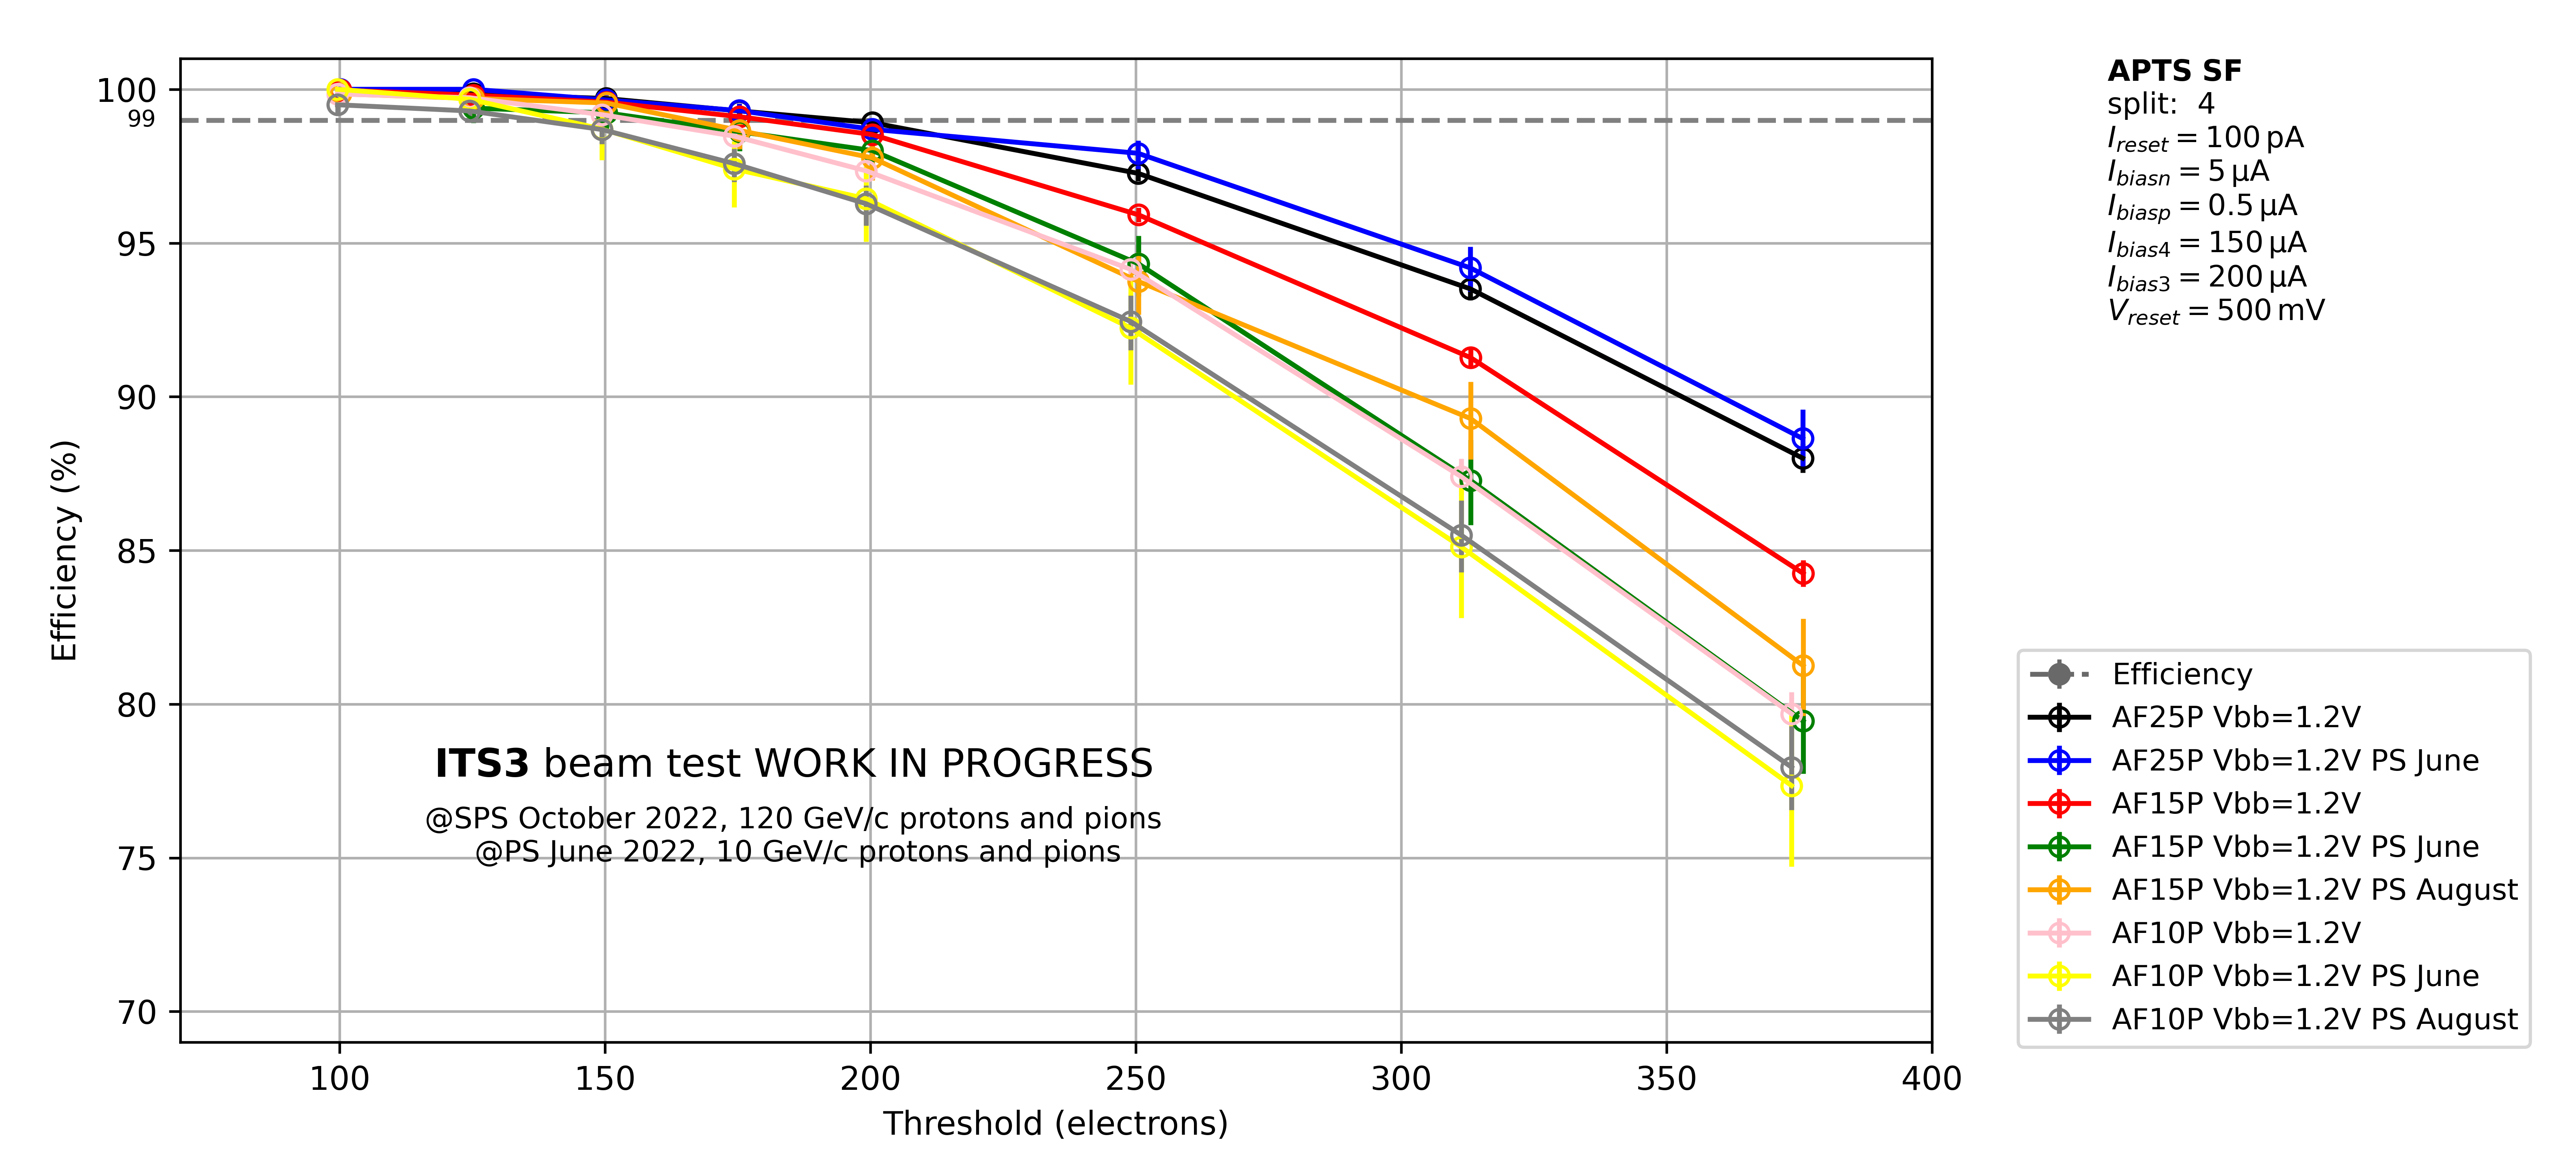 100
99
95
90
85
80
75
70
Efficiency (%)
100 150 200 250 300 350 400
Threshold (electrons)
ITS3 beam test WORK IN PROGRESS
@SPS October 2022, 120 GeV/c protons and pions
@PS June 2022, 10 GeV/c protons and pions
APTS SF
split: 4
I_reset = 100 pA
I_biasn = 5 µA
I_biasp = 0.5 µA
I_bias4 = 150 µA
I_bias3 = 200 µA
V_reset = 500 mV
Efficiency
AF25P Vbb=1.2V
AF25P Vbb=1.2V PS June
AF15P Vbb=1.2V
AF15P Vbb=1.2V PS June
AF15P Vbb=1.2V PS August
AF10P Vbb=1.2V
AF10P Vbb=1.2V PS June
AF10P Vbb=1.2V PS August